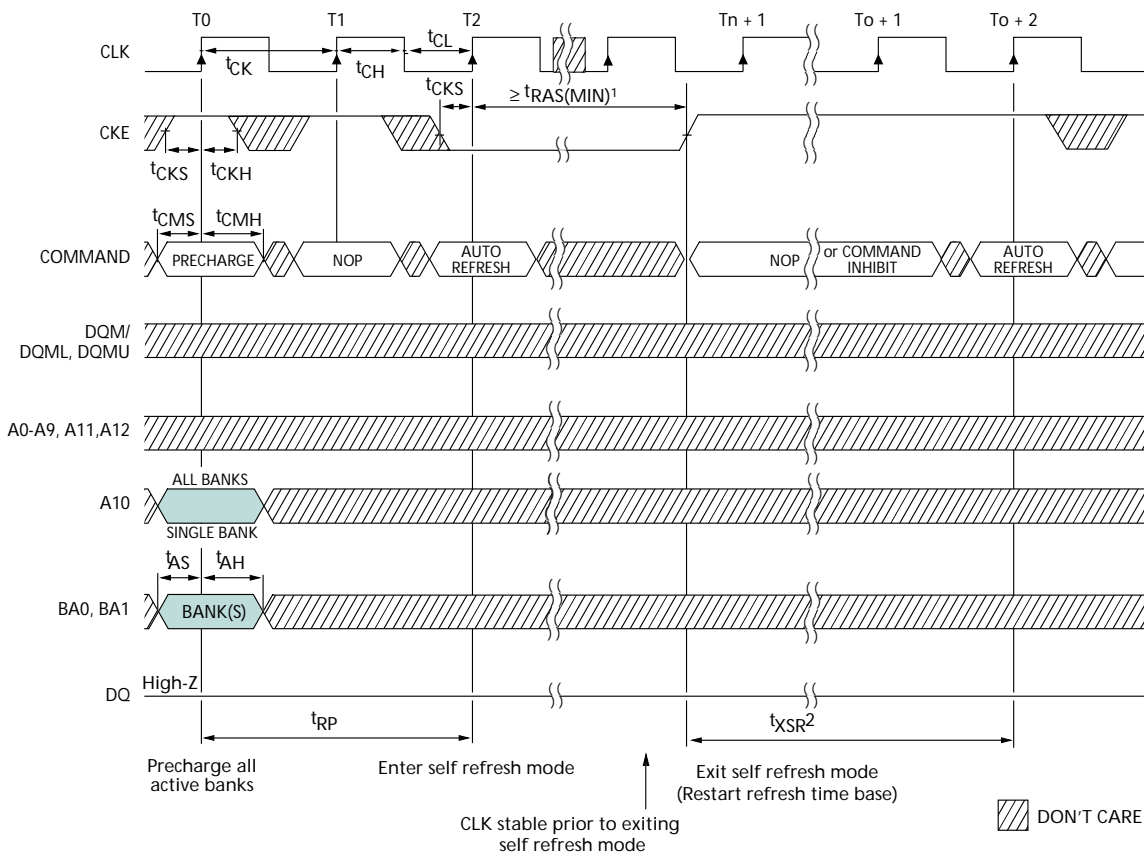 T0 T1 T2 Tn + 1 To + 1 To + 2
CLK
tCK tCH tCL
tCKS ≥ tRAS(MIN)¹
CKE
tCKS tCKH
tCMS tCMH
COMMAND PRECHARGE NOP AUTO REFRESH NOP or COMMAND INHIBIT AUTO REFRESH
DQM/
DQML, DQMU
A0-A9, A11,A12
ALL BANKS
A10
SINGLE BANK
tAS tAH
BA0, BA1 BANK(S)
DQ High-Z
tRP tXSR²
Precharge all
active banks
Enter self refresh mode
Exit self refresh mode
(Restart refresh time base)
CLK stable prior to exiting
self refresh mode
DON'T CARE